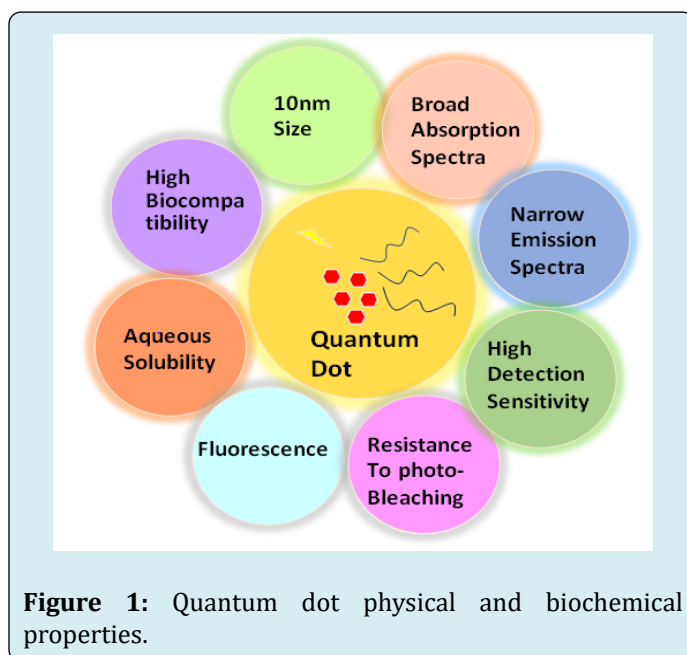 10nm
Size
Broad
Absorption
Spectra
High
Biocompa
tibility
Narrow
Emission
Spectra
Quantum
Dot
Aqueous
Solubility
High
Detection
Sensitivity
Fluorescence
Resistance
To photo-
Bleaching
Figure 1: Quantum dot physical and biochemical
properties.